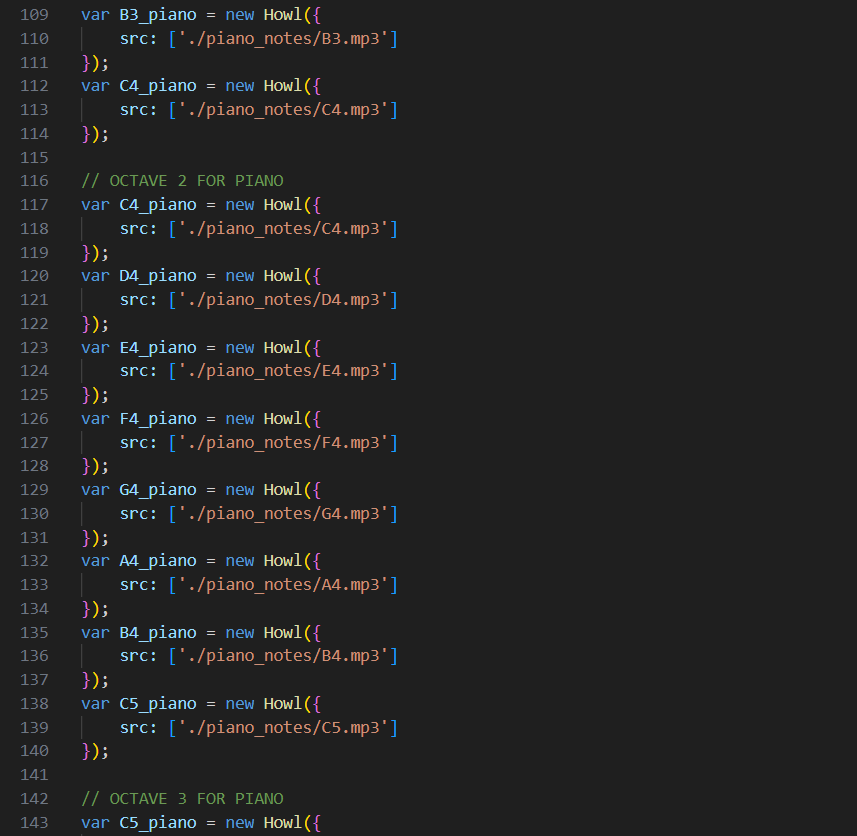 109 var B3_piano = new Howl({
110     src: ['./piano_notes/B3.mp3']
111 });
112 var C4_piano = new Howl({
113     src: ['./piano_notes/C4.mp3']
114 });
115
116 // OCTAVE 2 FOR PIANO
117 var C4_piano = new Howl({
118     src: ['./piano_notes/C4.mp3']
119 });
120 var D4_piano = new Howl({
121     src: ['./piano_notes/D4.mp3']
122 });
123 var E4_piano = new Howl({
124     src: ['./piano_notes/E4.mp3']
125 });
126 var F4_piano = new Howl({
127     src: ['./piano_notes/F4.mp3']
128 });
129 var G4_piano = new Howl({
130     src: ['./piano_notes/G4.mp3']
131 });
132 var A4_piano = new Howl({
133     src: ['./piano_notes/A4.mp3']
134 });
135 var B4_piano = new Howl({
136     src: ['./piano_notes/B4.mp3']
137 });
138 var C5_piano = new Howl({
139     src: ['./piano_notes/C5.mp3']
140 });
141
142 // OCTAVE 3 FOR PIANO
143 var C5_piano = new Howl({